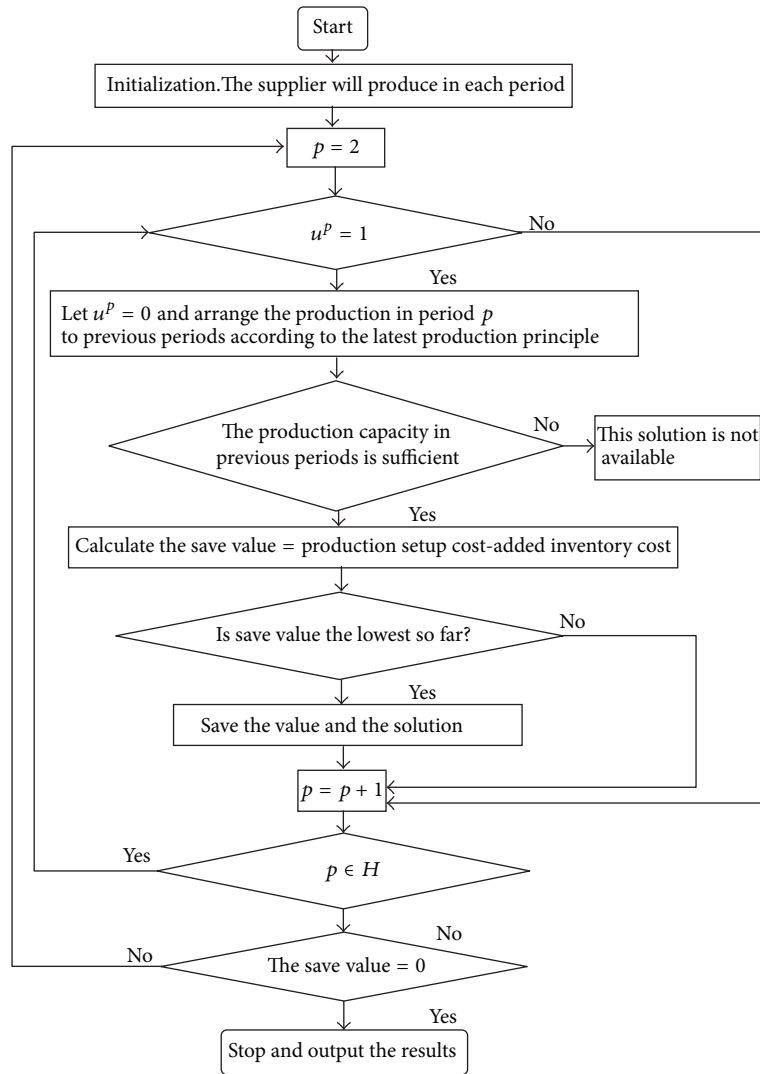 Start
Initialization.The supplier will produce in each period
p = 2
u^p = 1
No
Yes
Let u^p = 0 and arrange the production in period p
to previous periods according to the latest production principle
The production capacity in
previous periods is sufficient
No
This solution is not
available
Yes
Calculate the save value = production setup cost-added inventory cost
Is save value the lowest so far?
No
Yes
Save the value and the solution
p = p + 1
Yes
p ∈ H
No
No
The save value = 0
Yes
Stop and output the results